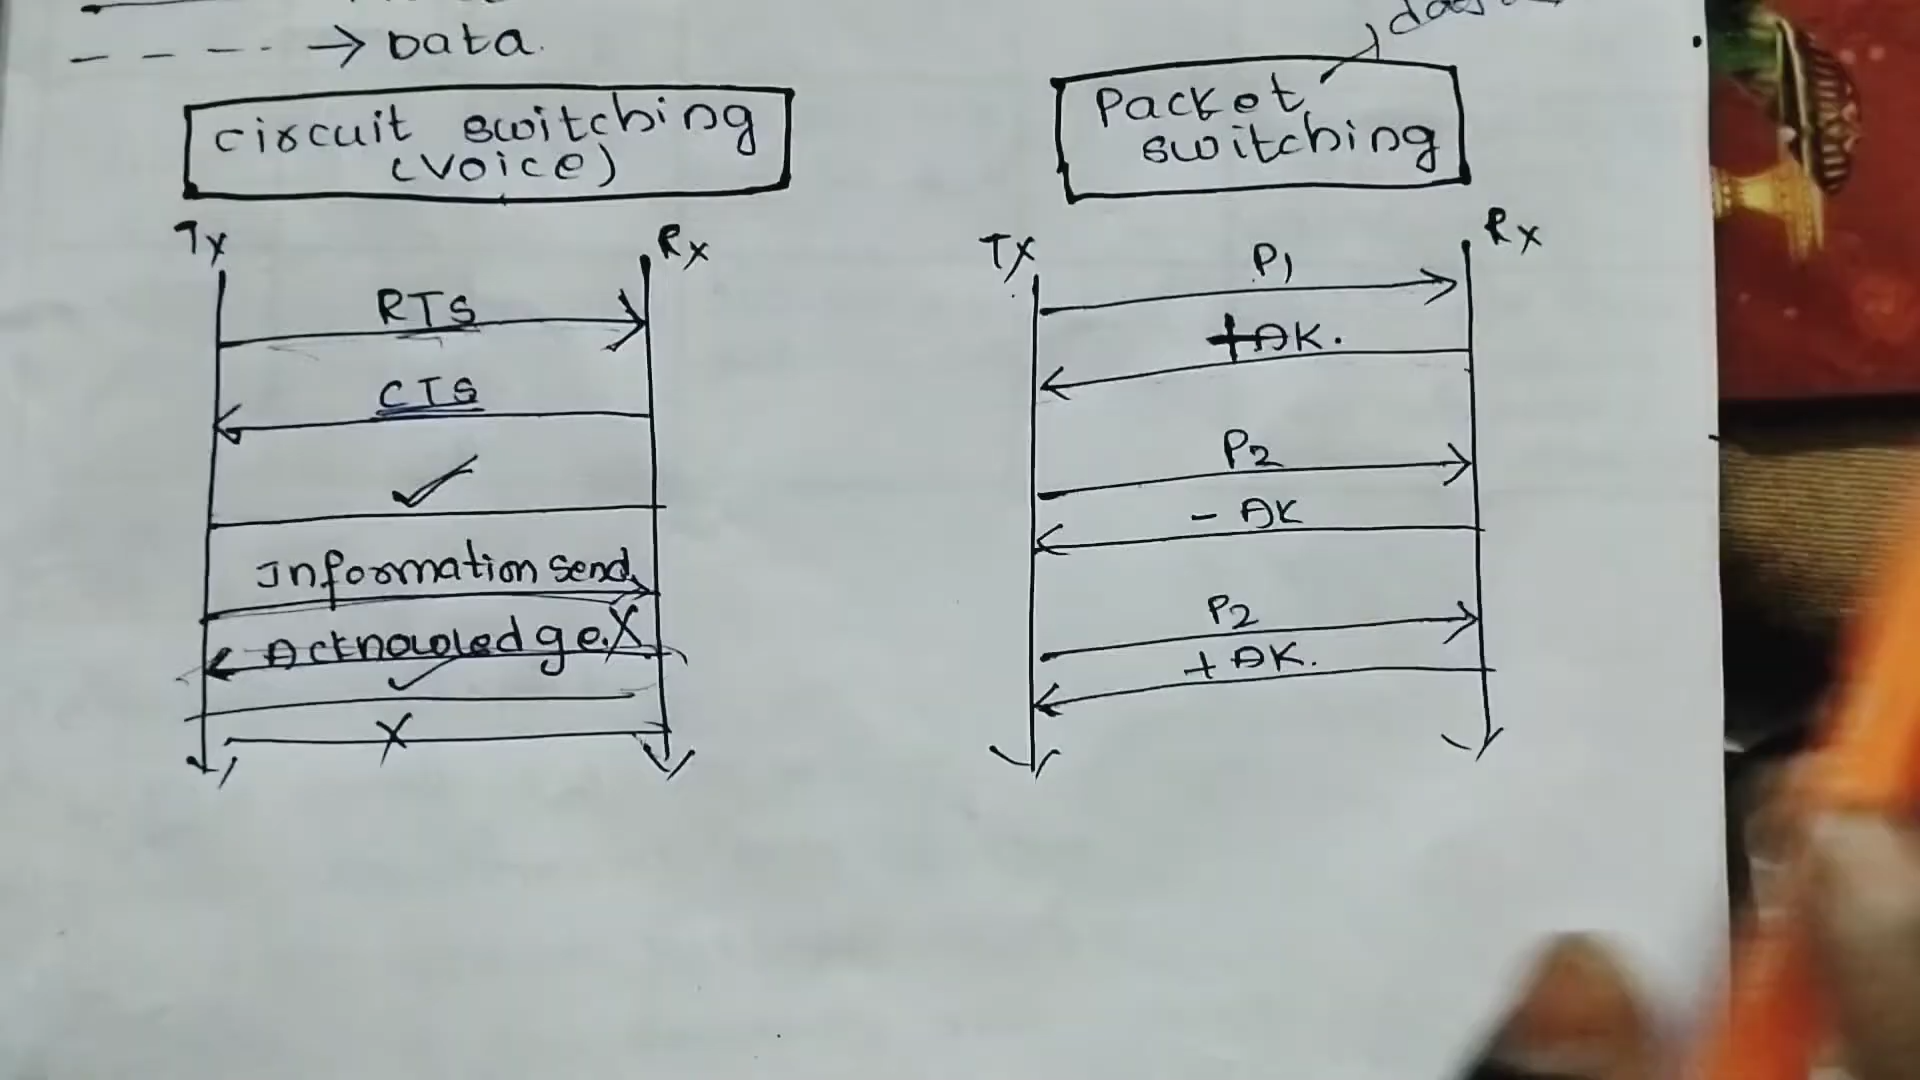 - - - - → Data.
circuit switching
(voice)
Tx
Rx
RTS
CTS
Information send
Acknowledge.X
X
Packet
switching
Tx
Rx
P1
+AK.
P2
- AK
P2
+ AK.